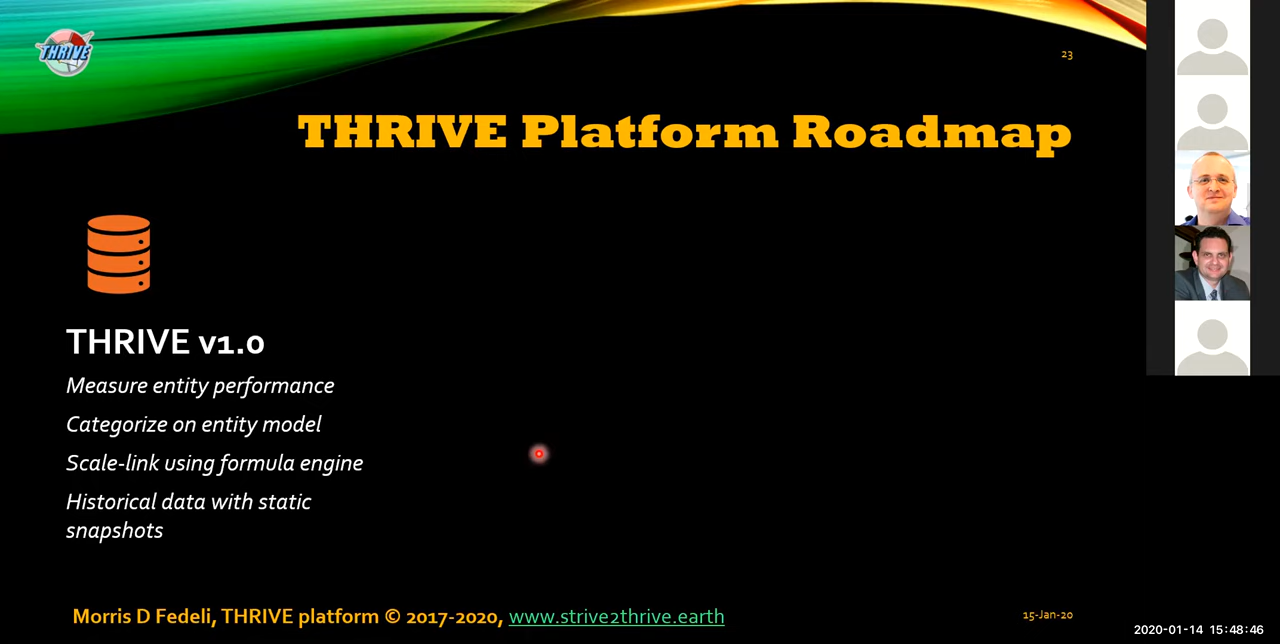 THRIVE
23
THRIVE Platform Roadmap
THRIVE v1.0
Measure entity performance
Categorize on entity model
Scale-link using formula engine
Historical data with static
snapshots
Morris D Fedeli, THRIVE platform © 2017-2020, www.strive2thrive.earth
15-Jan-20
2020-01-14 15:48:46